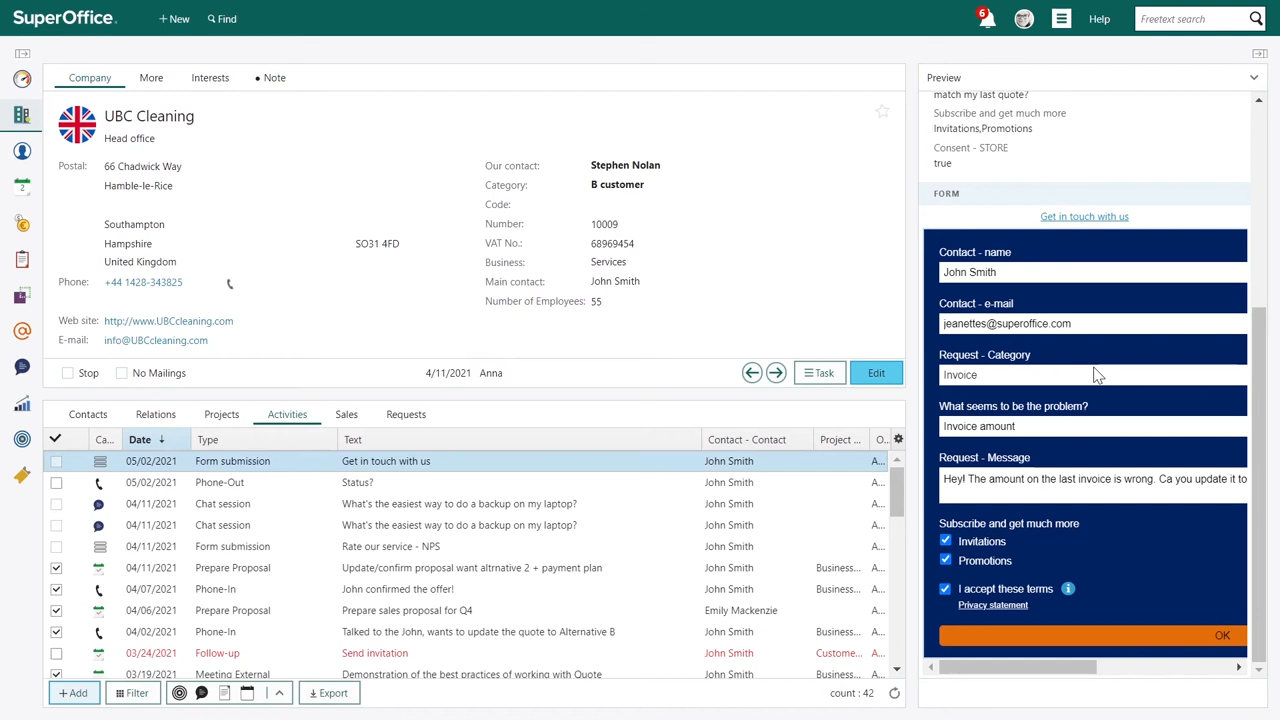 SuperOffice
+ New
Find
6
Help
Freetext search
Company
More
Interests
• Note
UBC Cleaning
Head office
Postal:
66 Chadwick Way
Hamble-le-Rice
Southampton
Hampshire
SO31 4FD
United Kingdom
Phone:
+44 1428-343825
Web site:
http://www.UBCcleaning.com
E-mail:
info@UBCcleaning.com
Our contact:
Stephen Nolan
Category:
B customer
Code:
Number:
10009
VAT No.:
68969454
Business:
Services
Main contact:
John Smith
Number of Employees:
55
Stop
No Mailings
4/11/2021
Anna
Task
Edit
2
Contacts
Relations
Projects
Activities
Sales
Requests
Ca...
Date
Type
Text
Contact - Contact
Project ...
O...
05/02/2021 Form submission Get in touch with us John Smith A...
05/02/2021 Phone-Out Status? John Smith A...
04/11/2021 Chat session What's the easiest way to do a backup on my laptop? John Smith A...
04/11/2021 Chat session What's the easiest way to do a backup on my laptop? John Smith A...
04/11/2021 Form submission Rate our service - NPS John Smith A...
04/11/2021 Prepare Proposal Update/confirm proposal want altrnative 2 + payment plan John Smith Business... A...
04/07/2021 Phone-In John confirmed the offer! John Smith Business... A...
04/06/2021 Prepare Proposal Prepare sales proposal for Q4 Emily Mackenzie Business... A...
04/02/2021 Phone-In Talked to the John, wants to update the quote to Alternative B John Smith Business... A...
03/24/2021 Follow-up Send invitation John Smith Custome... A...
03/19/2021 Meeting External Demonstration of the best practices of working with Quote John Smith Business... A...
+ Add
Filter
Export
count : 42
Preview
match my last quote?
Subscribe and get much more
Invitations,Promotions
Consent - STORE
true
FORM
Get in touch with us
Contact - name
John Smith
Contact - e-mail
jeanettes@superoffice.com
Request - Category
Invoice
What seems to be the problem?
Invoice amount
Request - Message
Hey! The amount on the last invoice is wrong. Ca you update it to
Subscribe and get much more
Invitations
Promotions
I accept these terms
Privacy statement
OK